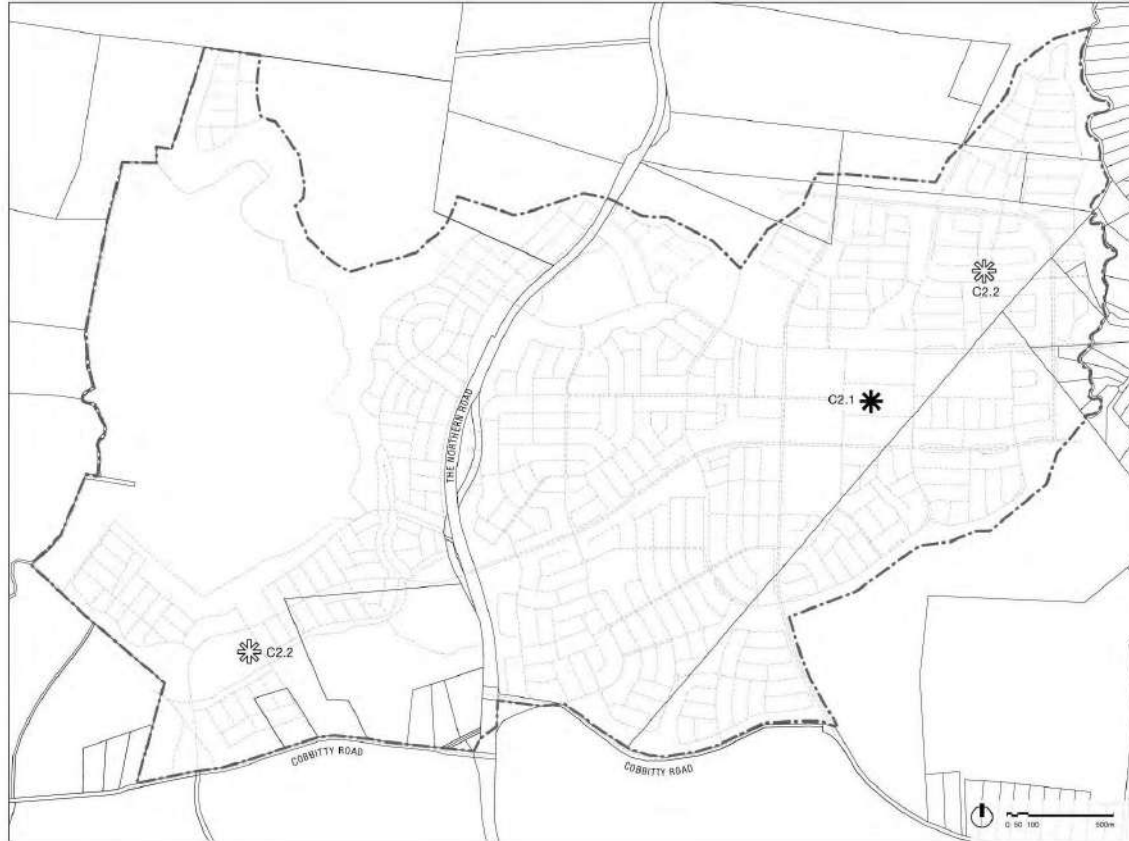 C2.2
C2.1
THE NORTHERN ROAD
C2.2
COBBITTY ROAD
COBBITTY ROAD
0 50 100 500m